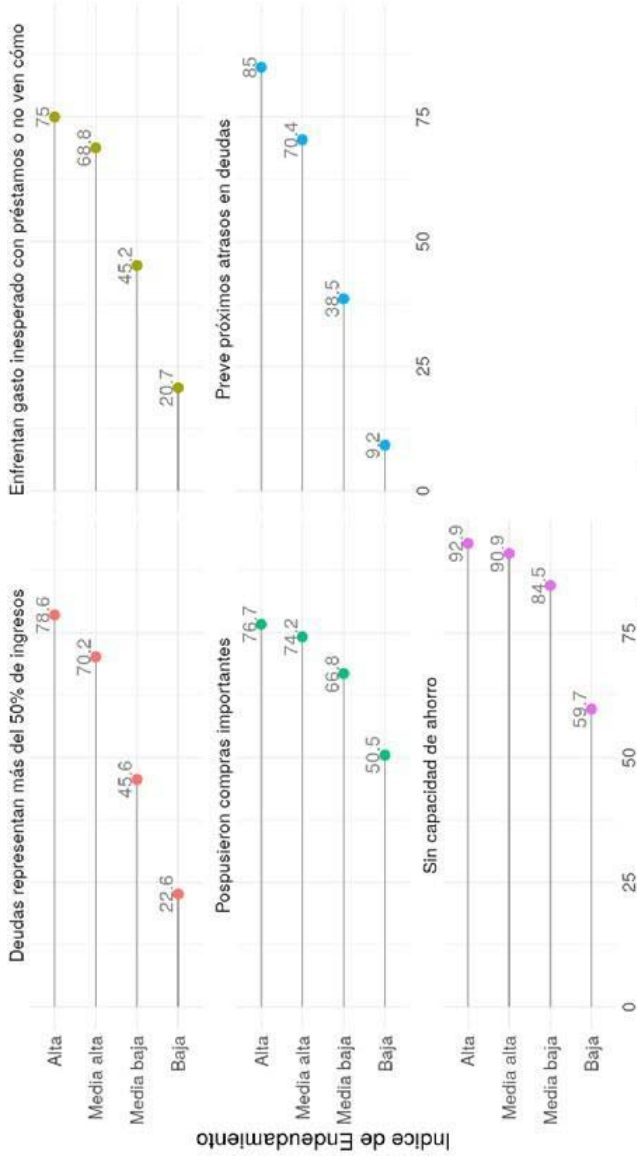 Indice de Endeudamiento
Deudas representan más del 50% de ingresos
Alta
78.6
Media alta
70.2
Media baja
45.6
Baja
22.6
Enfrentan gasto inesperado con préstamos o no ven cómo
75
68.8
45.2
20.7
Pospusieron compras importantes
Alta
76.7
Media alta
74.2
Media baja
66.8
Baja
50.5
Preve próximos atrasos en deudas
85
70.4
38.5
9.2
0
25
50
75
Sin capacidad de ahorro
Alta
92.9
Media alta
90.9
Media baja
84.5
Baja
59.7
0
25
50
75